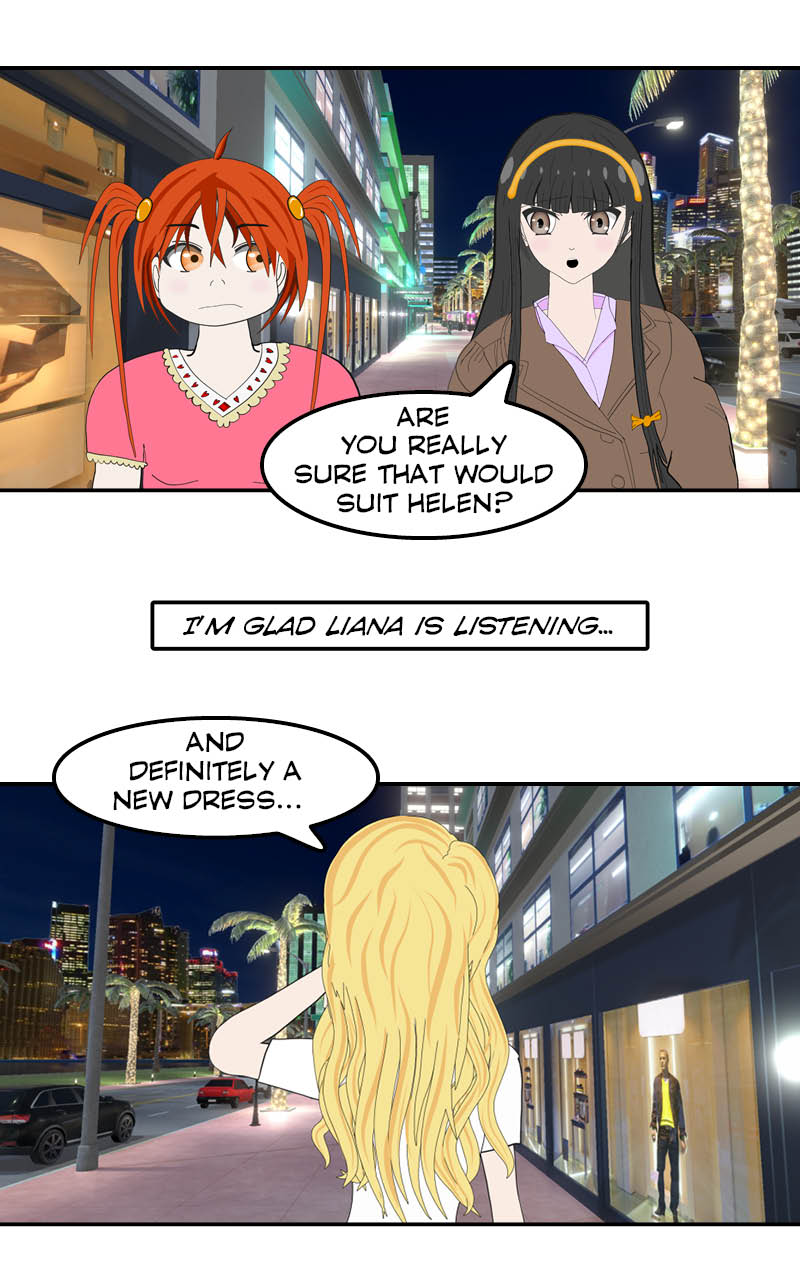 ARE
YOU REALLY
SURE THAT WOULD
SUIT HELEN?
I'M GLAD LIANA IS LISTENING...
AND
DEFINITELY A
NEW DRESS...